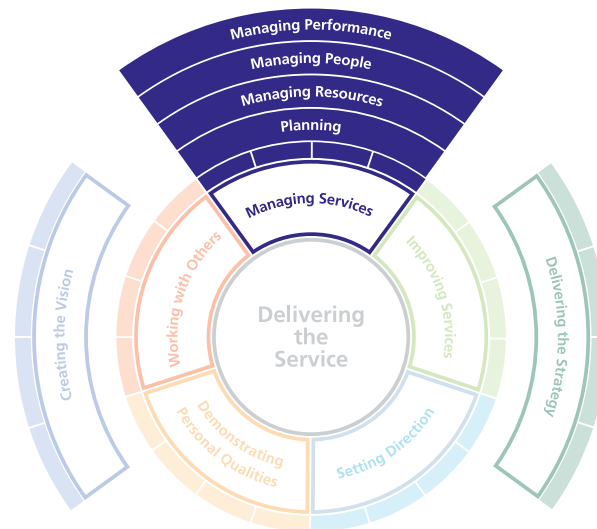 Managing Performance
Managing People
Managing Resources
Planning
Managing Services
Working with Others
Improving Services
Creating the Vision
Delivering the Strategy
Delivering
the
Service
Demonstrating
Personal Qualities
Setting Direction